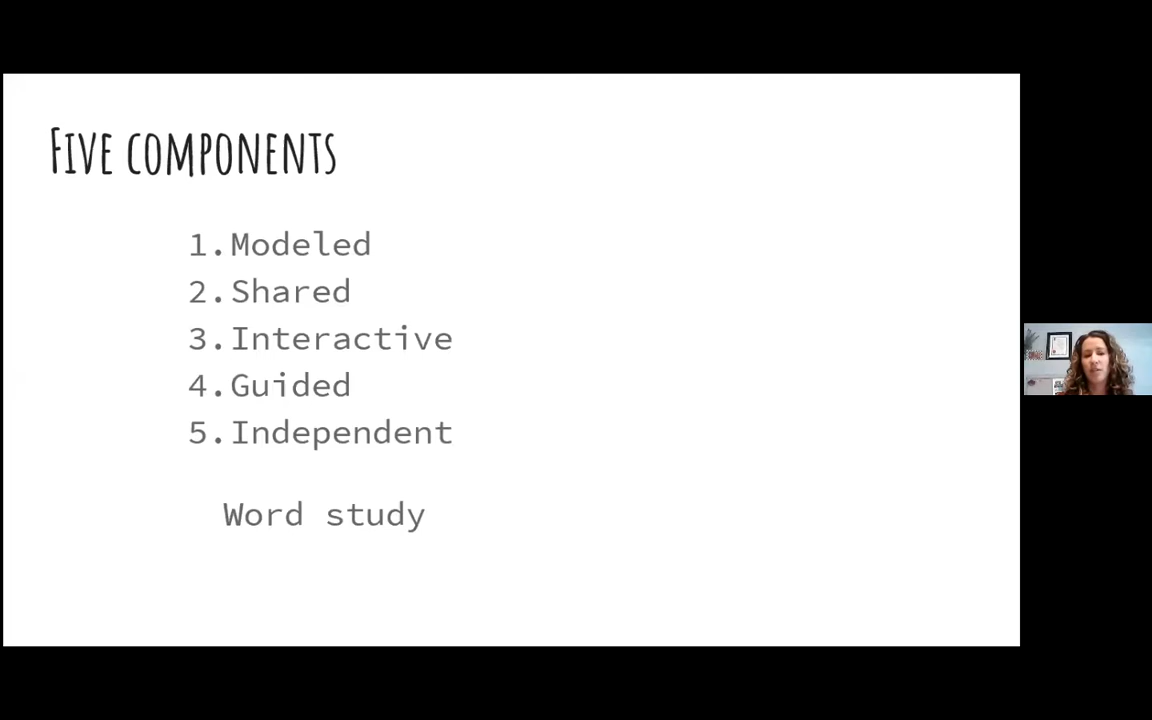 Five components
1.Modeled
2.Shared
3.Interactive
4.Guided
5.Independent
Word study